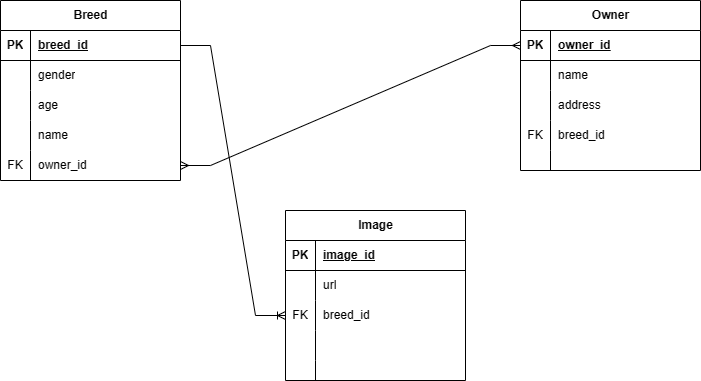 Breed
PK breed_id
gender
age
name
FK owner_id
Owner
PK owner_id
name
address
FK breed_id
Image
PK image_id
url
FK breed_id